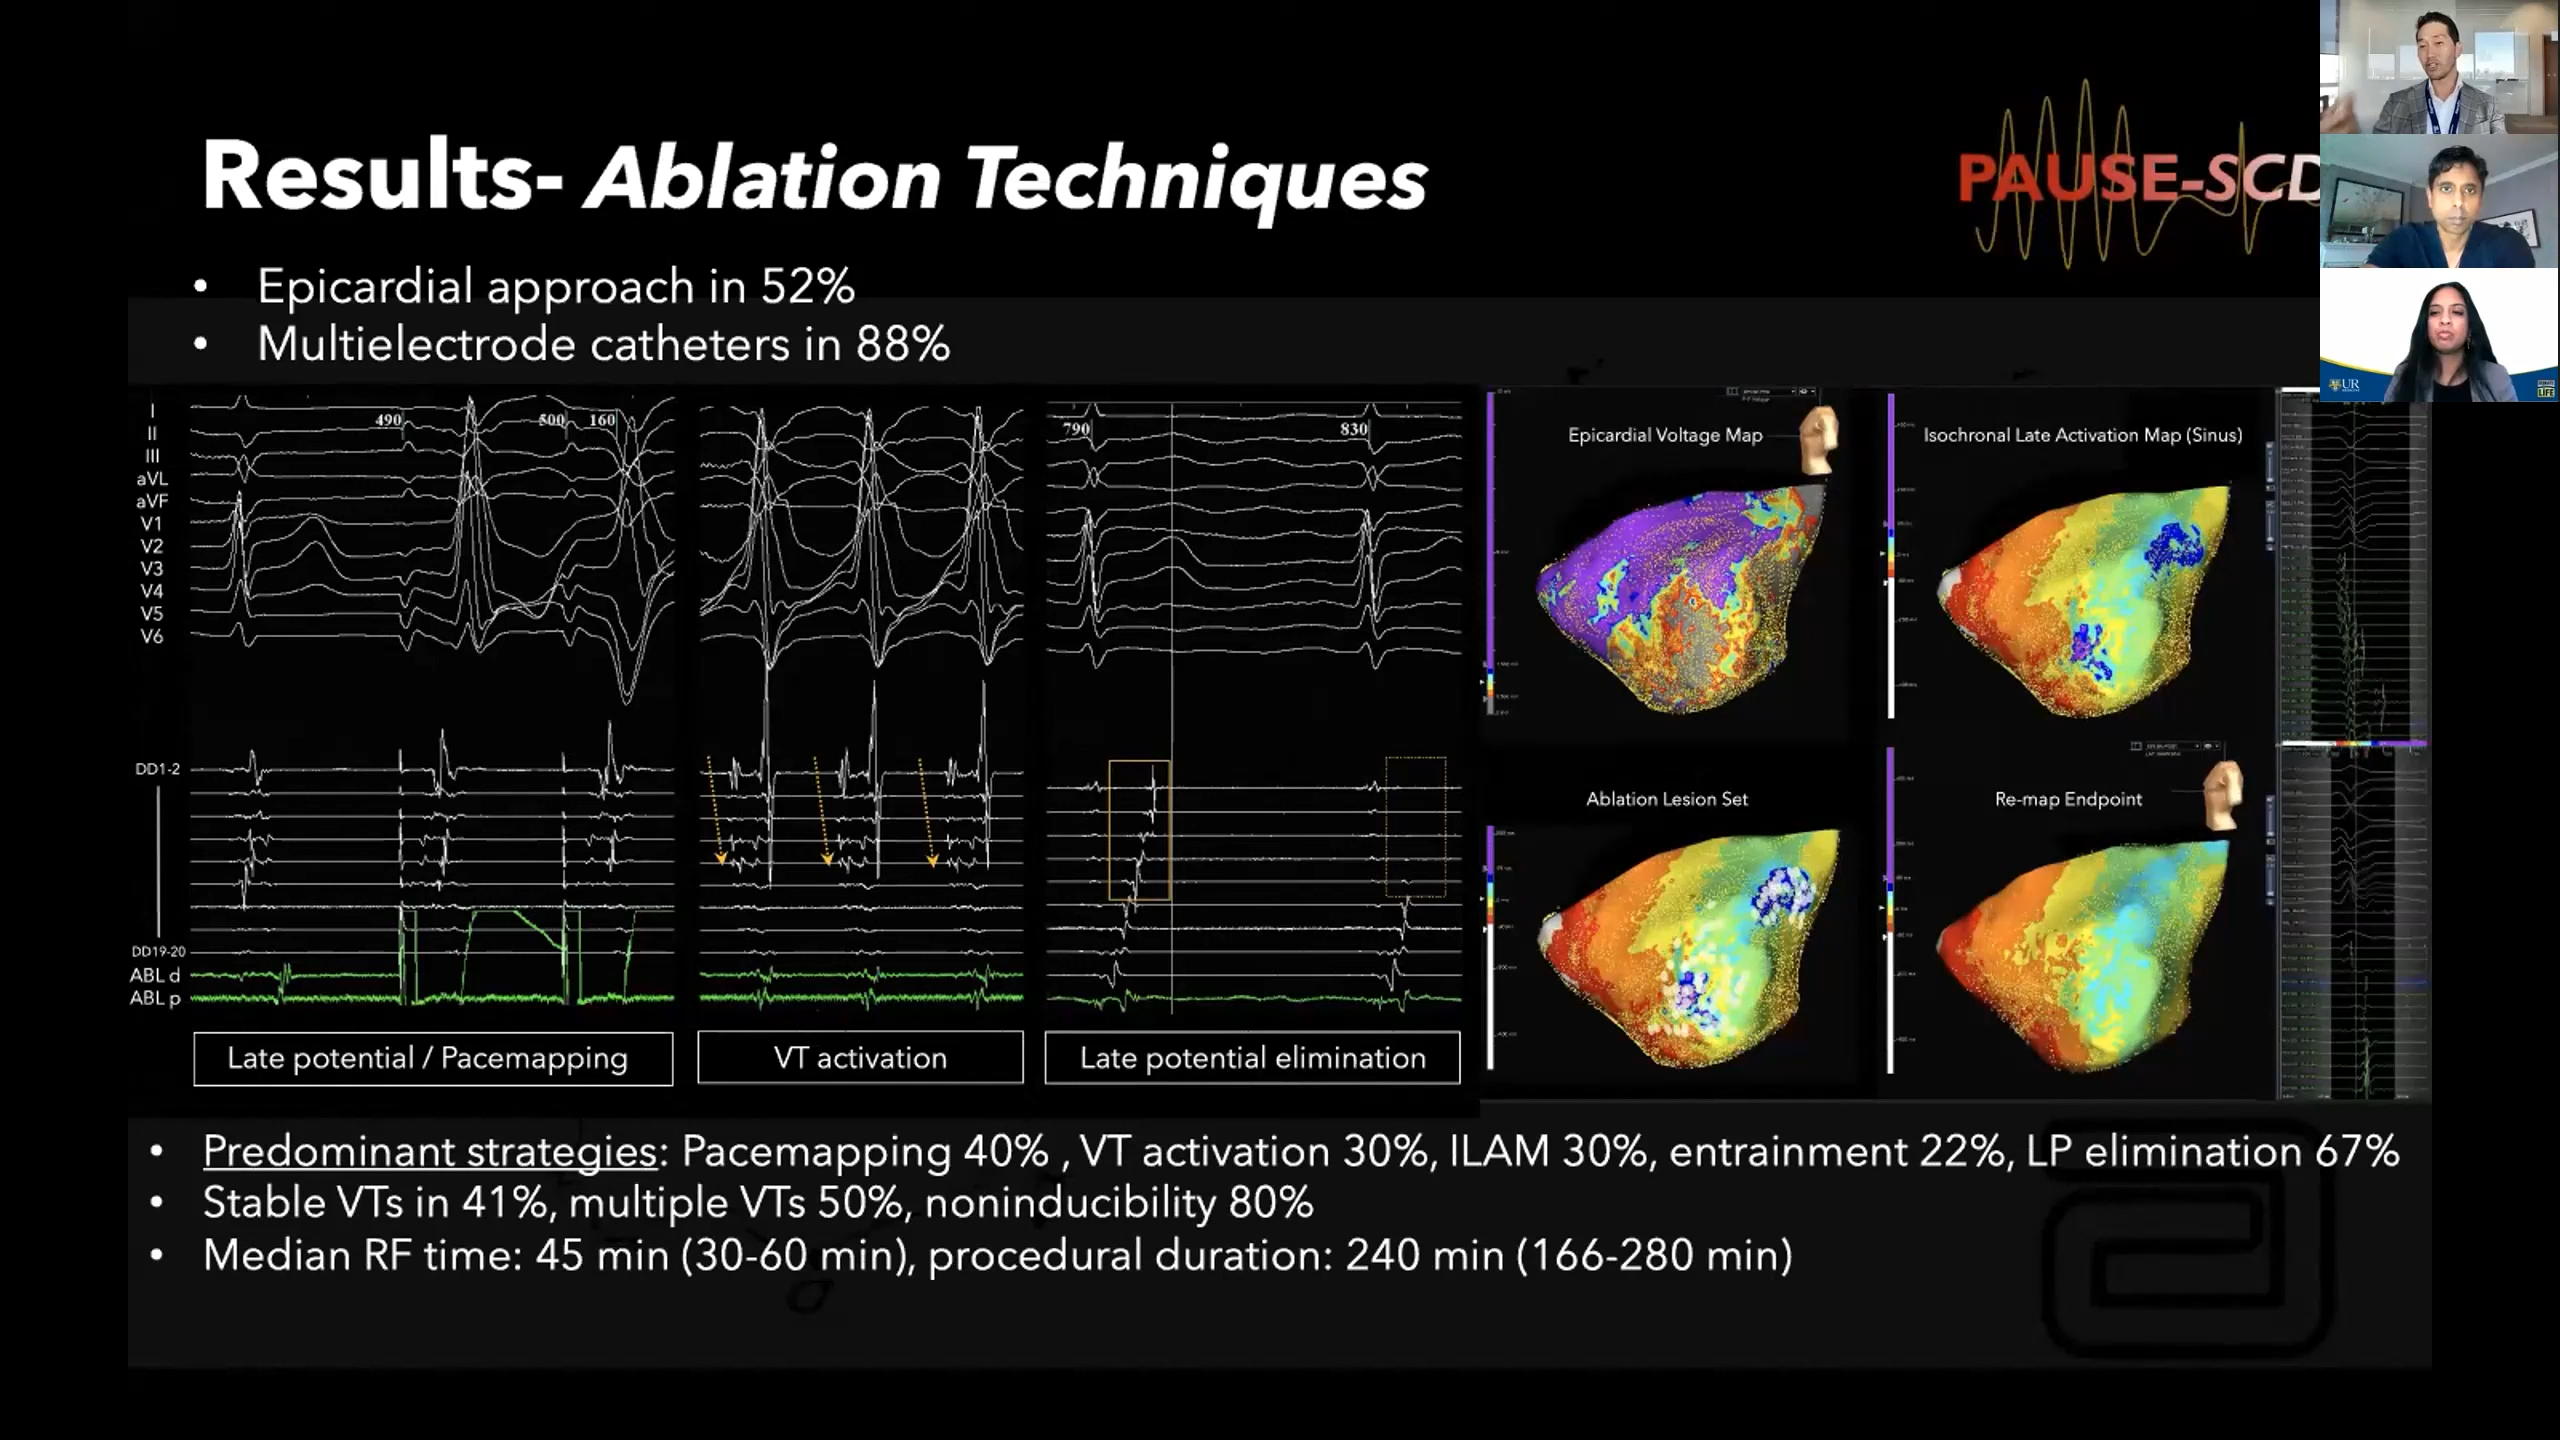 Results- Ablation Techniques
PAUSE-SCD
• Epicardial approach in 52%
• Multielectrode catheters in 88%
I
II
III
aVL
aVF
V1
V2
V3
V4
V5
V6
490
500
160
790
830
DD1-2
DD19-20
ABL d
ABL p
Late potential / Pacemapping
VT activation
Late potential elimination
Epicardial Voltage Map
Isochronal Late Activation Map (Sinus)
Ablation Lesion Set
Re-map Endpoint
• Predominant strategies: Pacemapping 40% , VT activation 30%, ILAM 30%, entrainment 22%, LP elimination 67%
• Stable VTs in 41%, multiple VTs 50%, noninducibility 80%
• Median RF time: 45 min (30-60 min), procedural duration: 240 min (166-280 min)
UR
LIFE